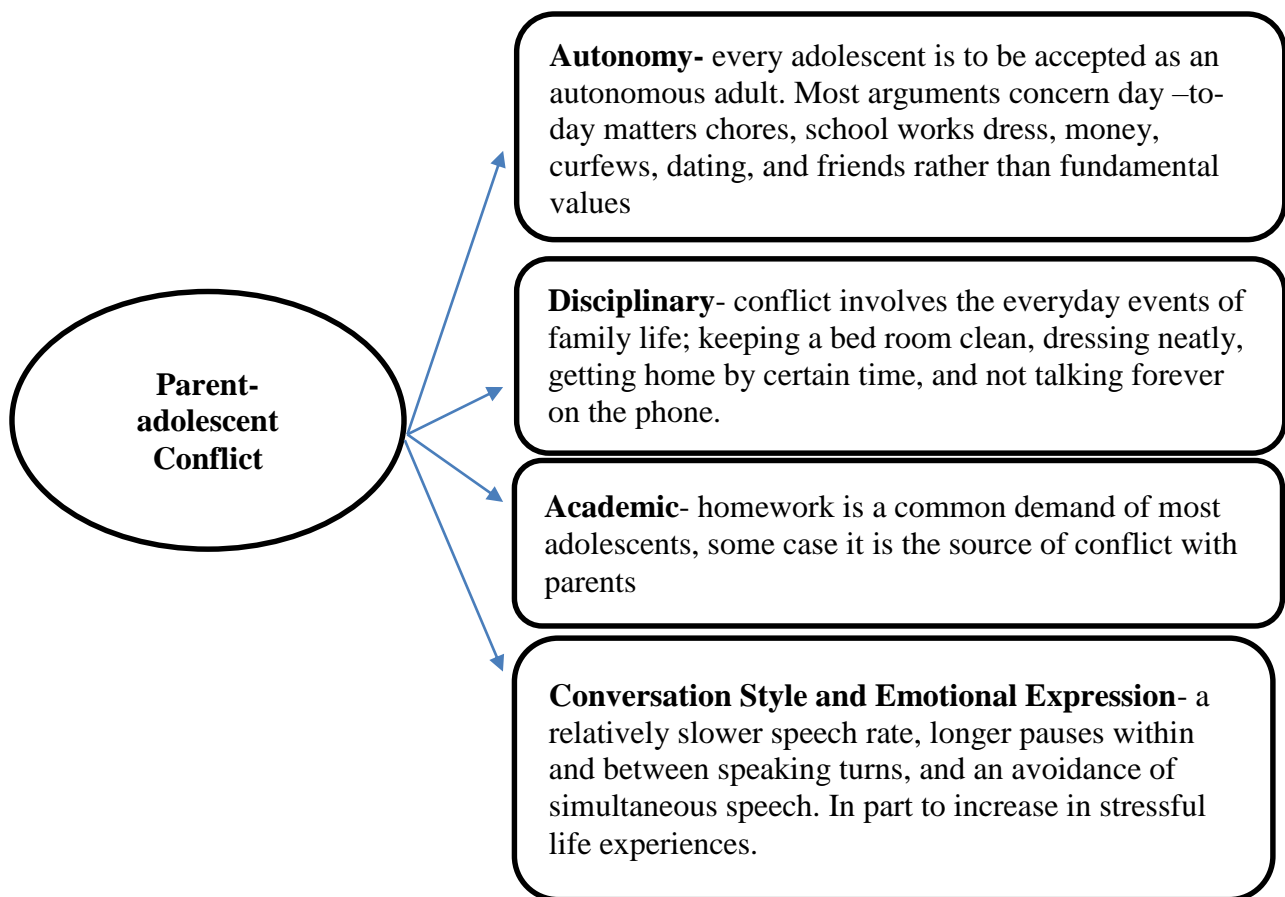 Autonomy- every adolescent is to be accepted as an
autonomous adult. Most arguments concern day –to-
day matters chores, school works dress, money,
curfews, dating, and friends rather than fundamental
values
Disciplinary- conflict involves the everyday events of
family life; keeping a bed room clean, dressing neatly,
getting home by certain time, and not talking forever
on the phone.
Parent-
adolescent
Conflict
Academic- homework is a common demand of most
adolescents, some case it is the source of conflict with
parents
Conversation Style and Emotional Expression- a
relatively slower speech rate, longer pauses within
and between speaking turns, and an avoidance of
simultaneous speech. In part to increase in stressful
life experiences.